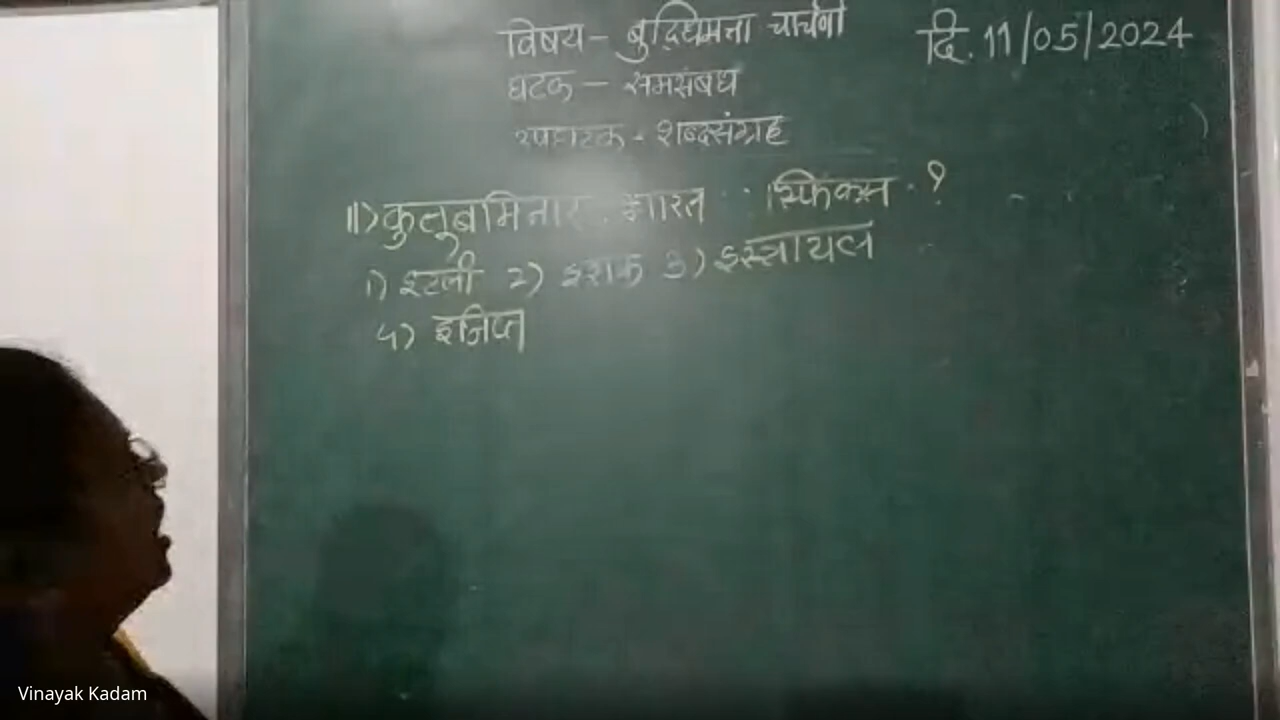 विषय - बुद्धिमत्ता चाचणी
दि. 11/05/2024
घटक - समसंबंध
उपघटक - शब्दसंग्रह
11) कुतुबमिनार : भारत :: स्फिंक्स : ?
1) इटली 2) इराक 3) इस्त्रायल
4) इजिप्त
Vinayak Kadam